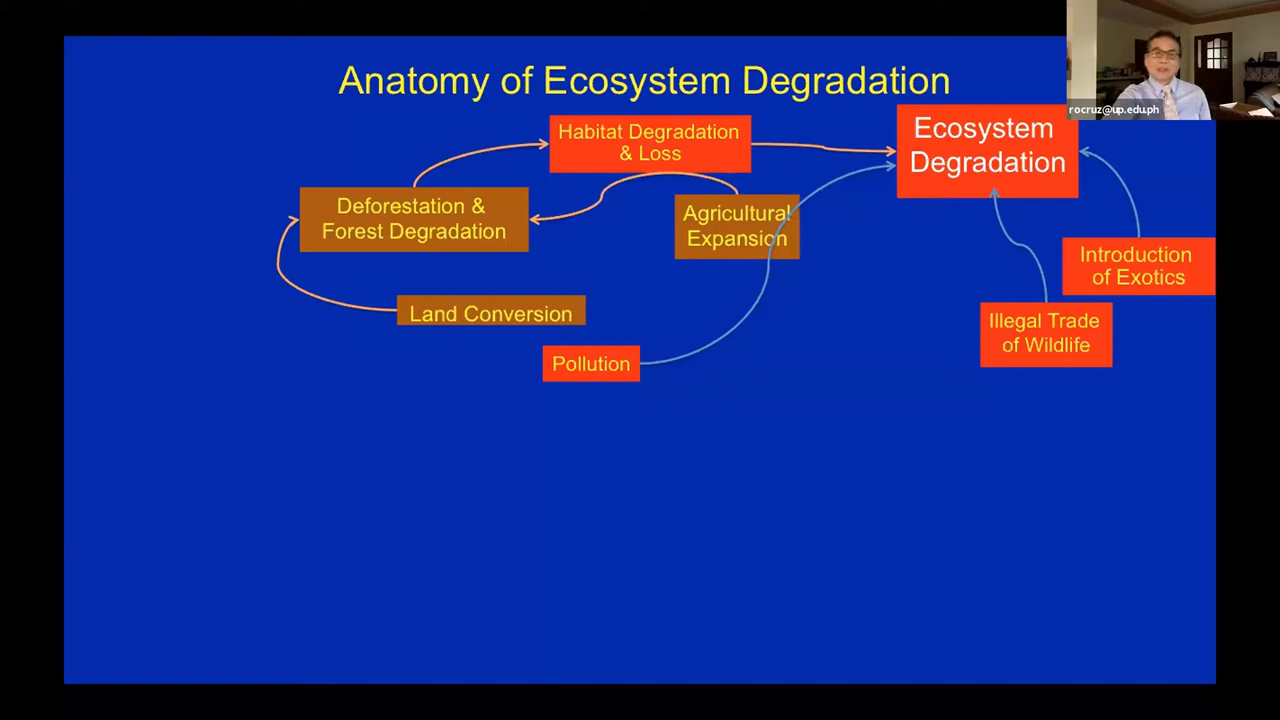 Anatomy of Ecosystem Degradation
rocruz@up.edu.ph
Habitat Degradation
& Loss
Ecosystem
Degradation
Deforestation &
Forest Degradation
Agricultural
Expansion
Introduction
of Exotics
Land Conversion
Illegal Trade
of Wildlife
Pollution